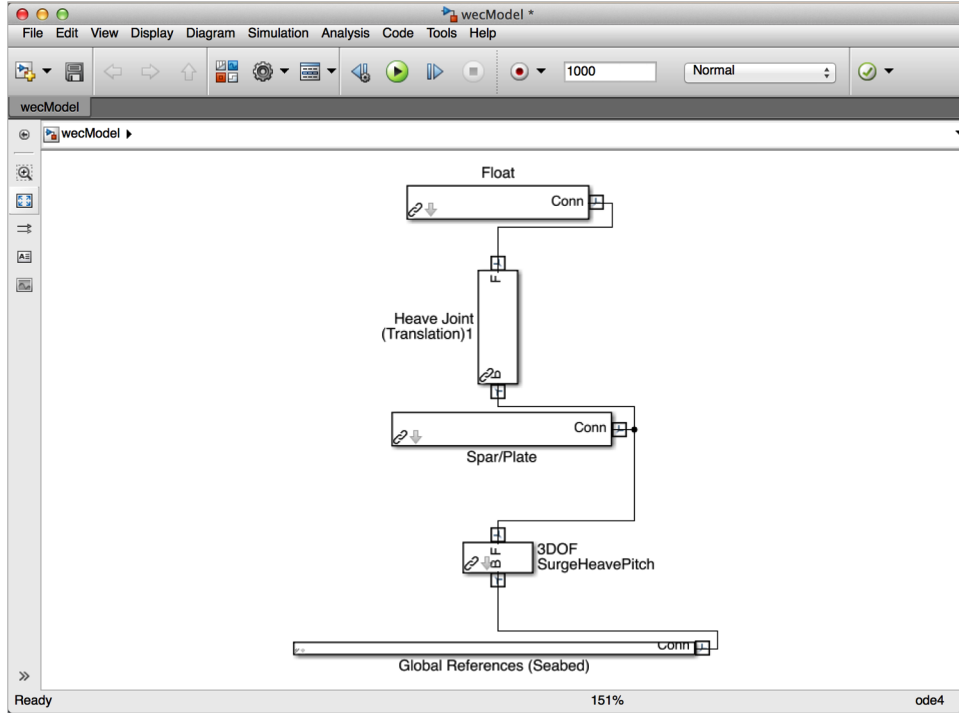 wecModel *
File Edit View Display Diagram Simulation Analysis Code Tools Help
1000 Normal
wecModel
wecModel
Float
Conn
F
Heave Joint
(Translation)1
B
Conn
Spar/Plate
F
B
3DOF
SurgeHeavePitch
Conn
Global References (Seabed)
Ready 151% ode4